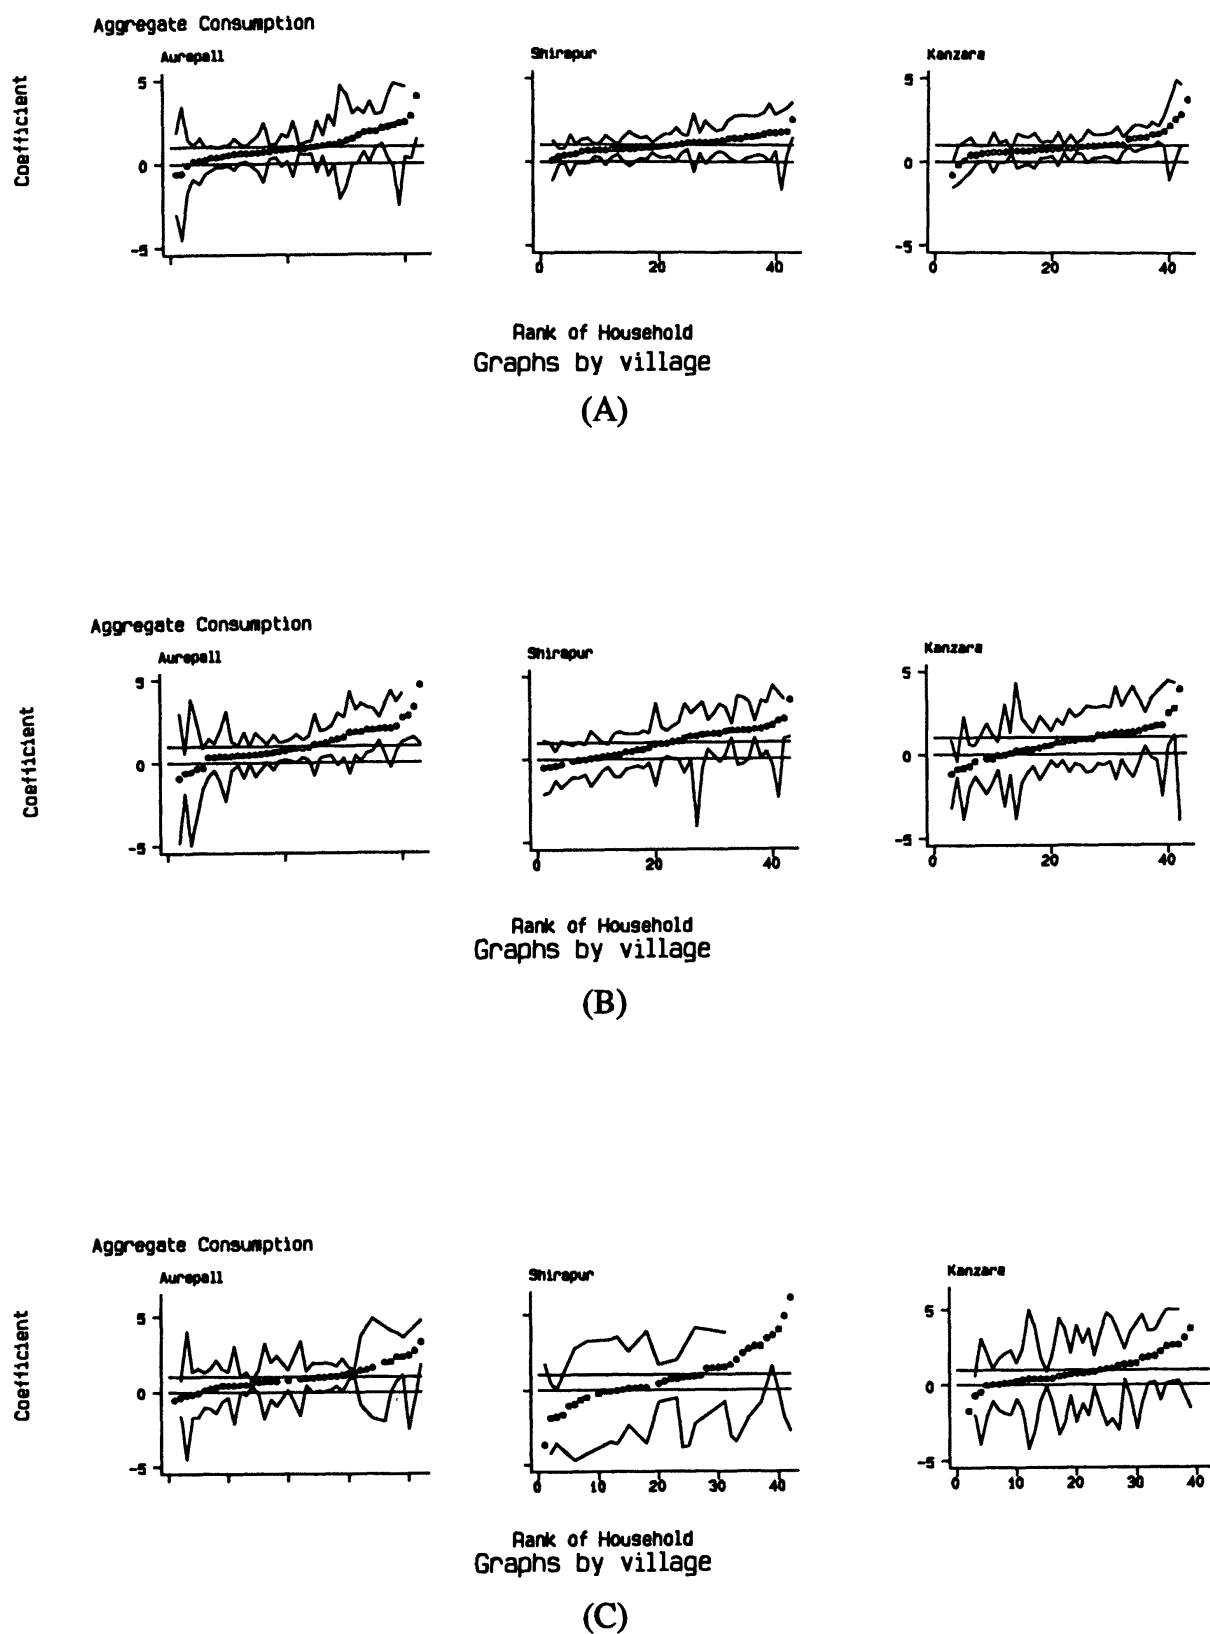 Aggregate Consumption
Aurepall Shirapur Kanzara
Coefficient
5 5
0 0
-5 -5
0 20 40 0 20 40
Rank of Household
Graphs by village
(A)
Aggregate Consumption
Aurepall Shirapur Kanzara
Coefficient
5 5
0 0
-5 -5
0 20 40 0 20 40
Rank of Household
Graphs by village
(B)
Aggregate Consumption
Aurepall Shirapur Kanzara
Coefficient
5 5
0 0
-5 -5
0 10 20 30 40 0 10 20 30 40
Rank of Household
Graphs by village
(C)